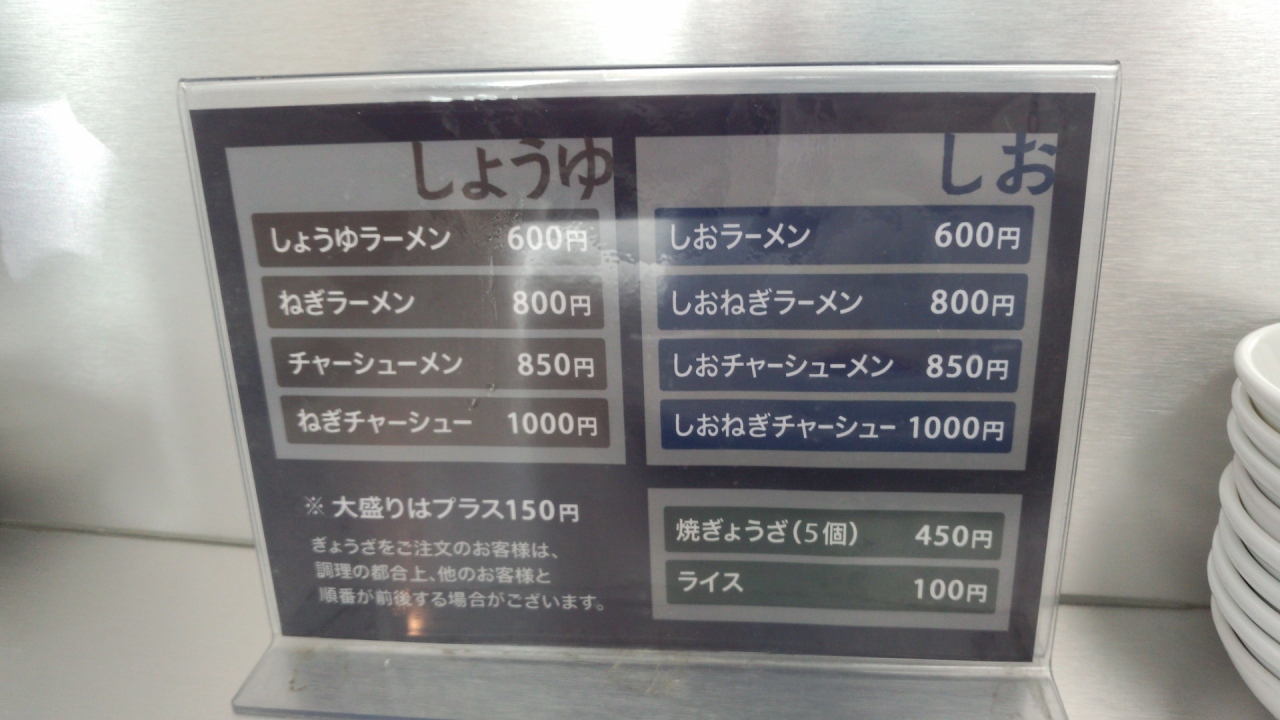 しょうゆ
しょうゆラーメン 600円
ねぎラーメン 800円
チャーシューメン 850円
ねぎチャーシュー 1000円
しお
しおラーメン 600円
しおねぎラーメン 800円
しおチャーシューメン 850円
しおねぎチャーシュー 1000円
※ 大盛りはプラス150円
ぎょうざをご注文のお客様は、
調理の都合上、他のお客様と
順番が前後する場合がございます。
焼ぎょうざ(5個) 450円
ライス 100円